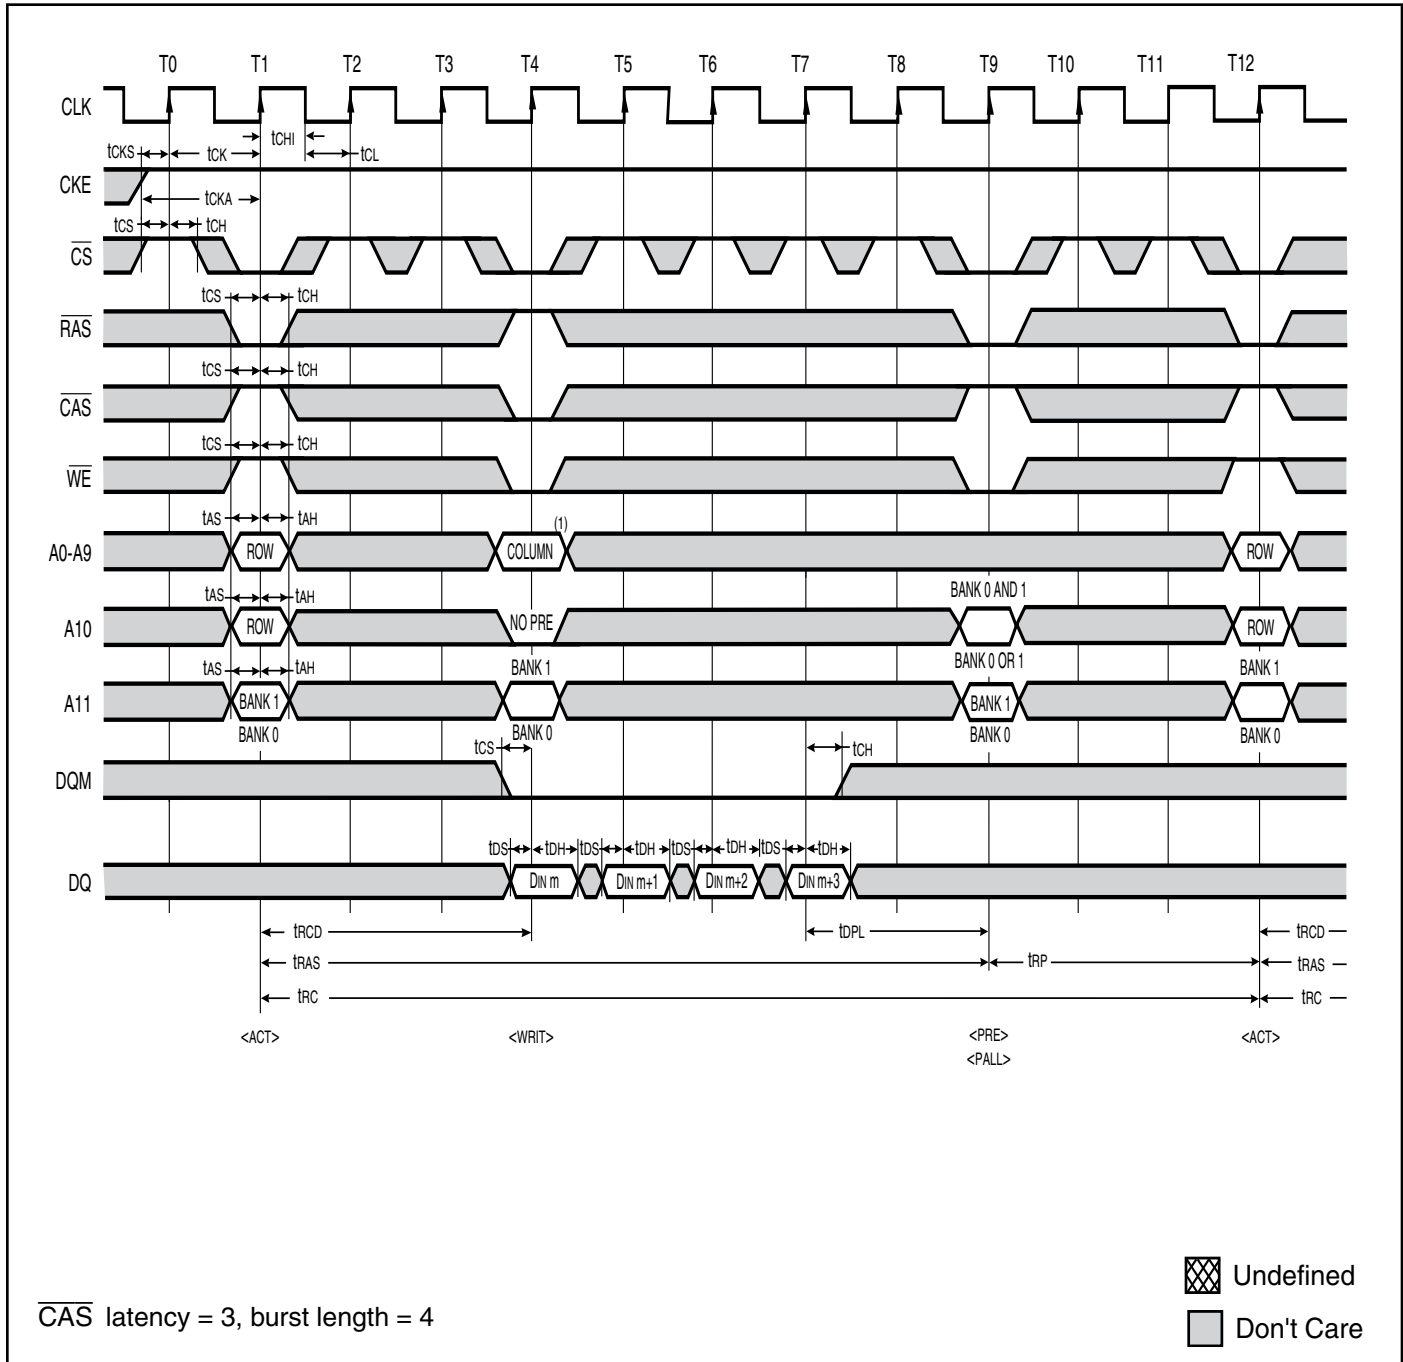 T0 T1 T2 T3 T4 T5 T6 T7 T8 T9 T10 T11 T12
CLK
tCHI
tCKS tCK tCL
CKE
tCKA
tCS tCH
CS
tCS tCH
RAS
tCS tCH
CAS
tCS tCH
WE
tAS tAH (1)
A0-A9 ROW COLUMN ROW
tAS tAH BANK 0 AND 1
A10 ROW NO PRE ROW
tAS tAH BANK 1 BANK 0 OR 1 BANK 1
A11 BANK 1 BANK 1
BANK 0 BANK 0 BANK 0 BANK 0
tCS tCH
DQM
tDS tDH tDS tDH tDS tDH tDS tDH
DQ DIN m DIN m+1 DIN m+2 DIN m+3
tRCD tDPL tRCD
tRAS tRP tRAS
tRC tRC
<ACT> <WRIT> <PRE> <ACT>
<PALL>
Undefined
CAS latency = 3, burst length = 4
Don't Care